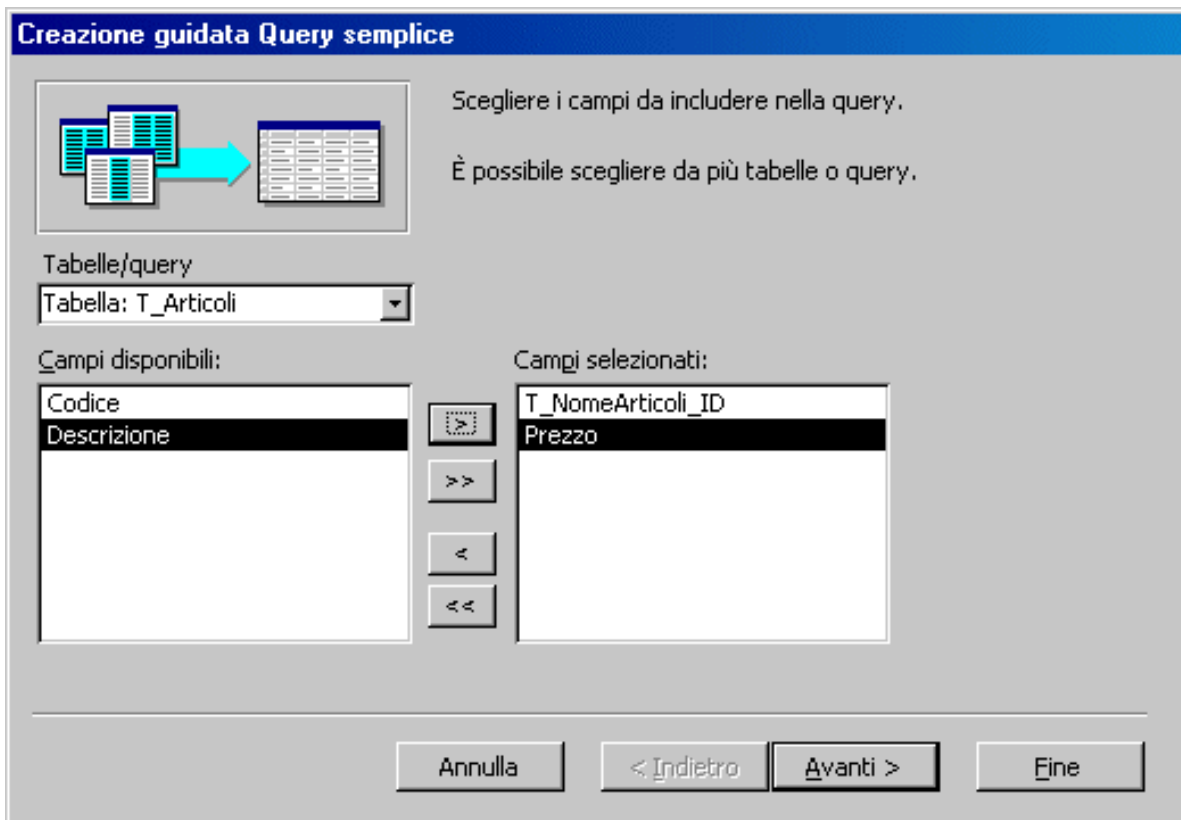 Creazione guidata Query semplice
Scegliere i campi da includere nella query.
È possibile scegliere da più tabelle o query.
Tabelle/query
Tabella: T_Articoli
Campi disponibili:
Codice
Descrizione
>
>>
<
<<
Campi selezionati:
T_NomeArticoli_ID
Prezzo
Annulla
< Indietro
Avanti >
Fine